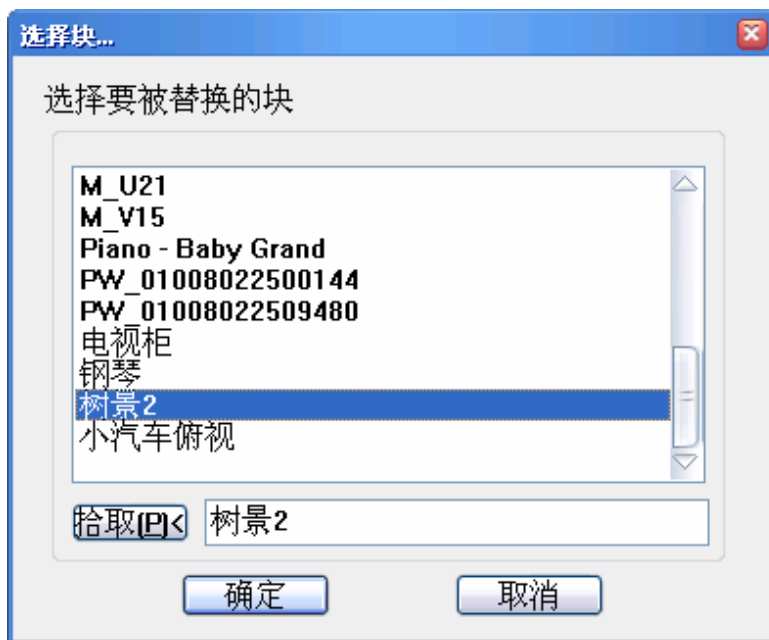 选择块...
选择要被替换的块
M_U21
M_V15
Piano - Baby Grand
PW_01008022500144
PW_01008022509480
电视柜
钢琴
树景2
小汽车俯视
拾取(P)< 树景2
确定 取消